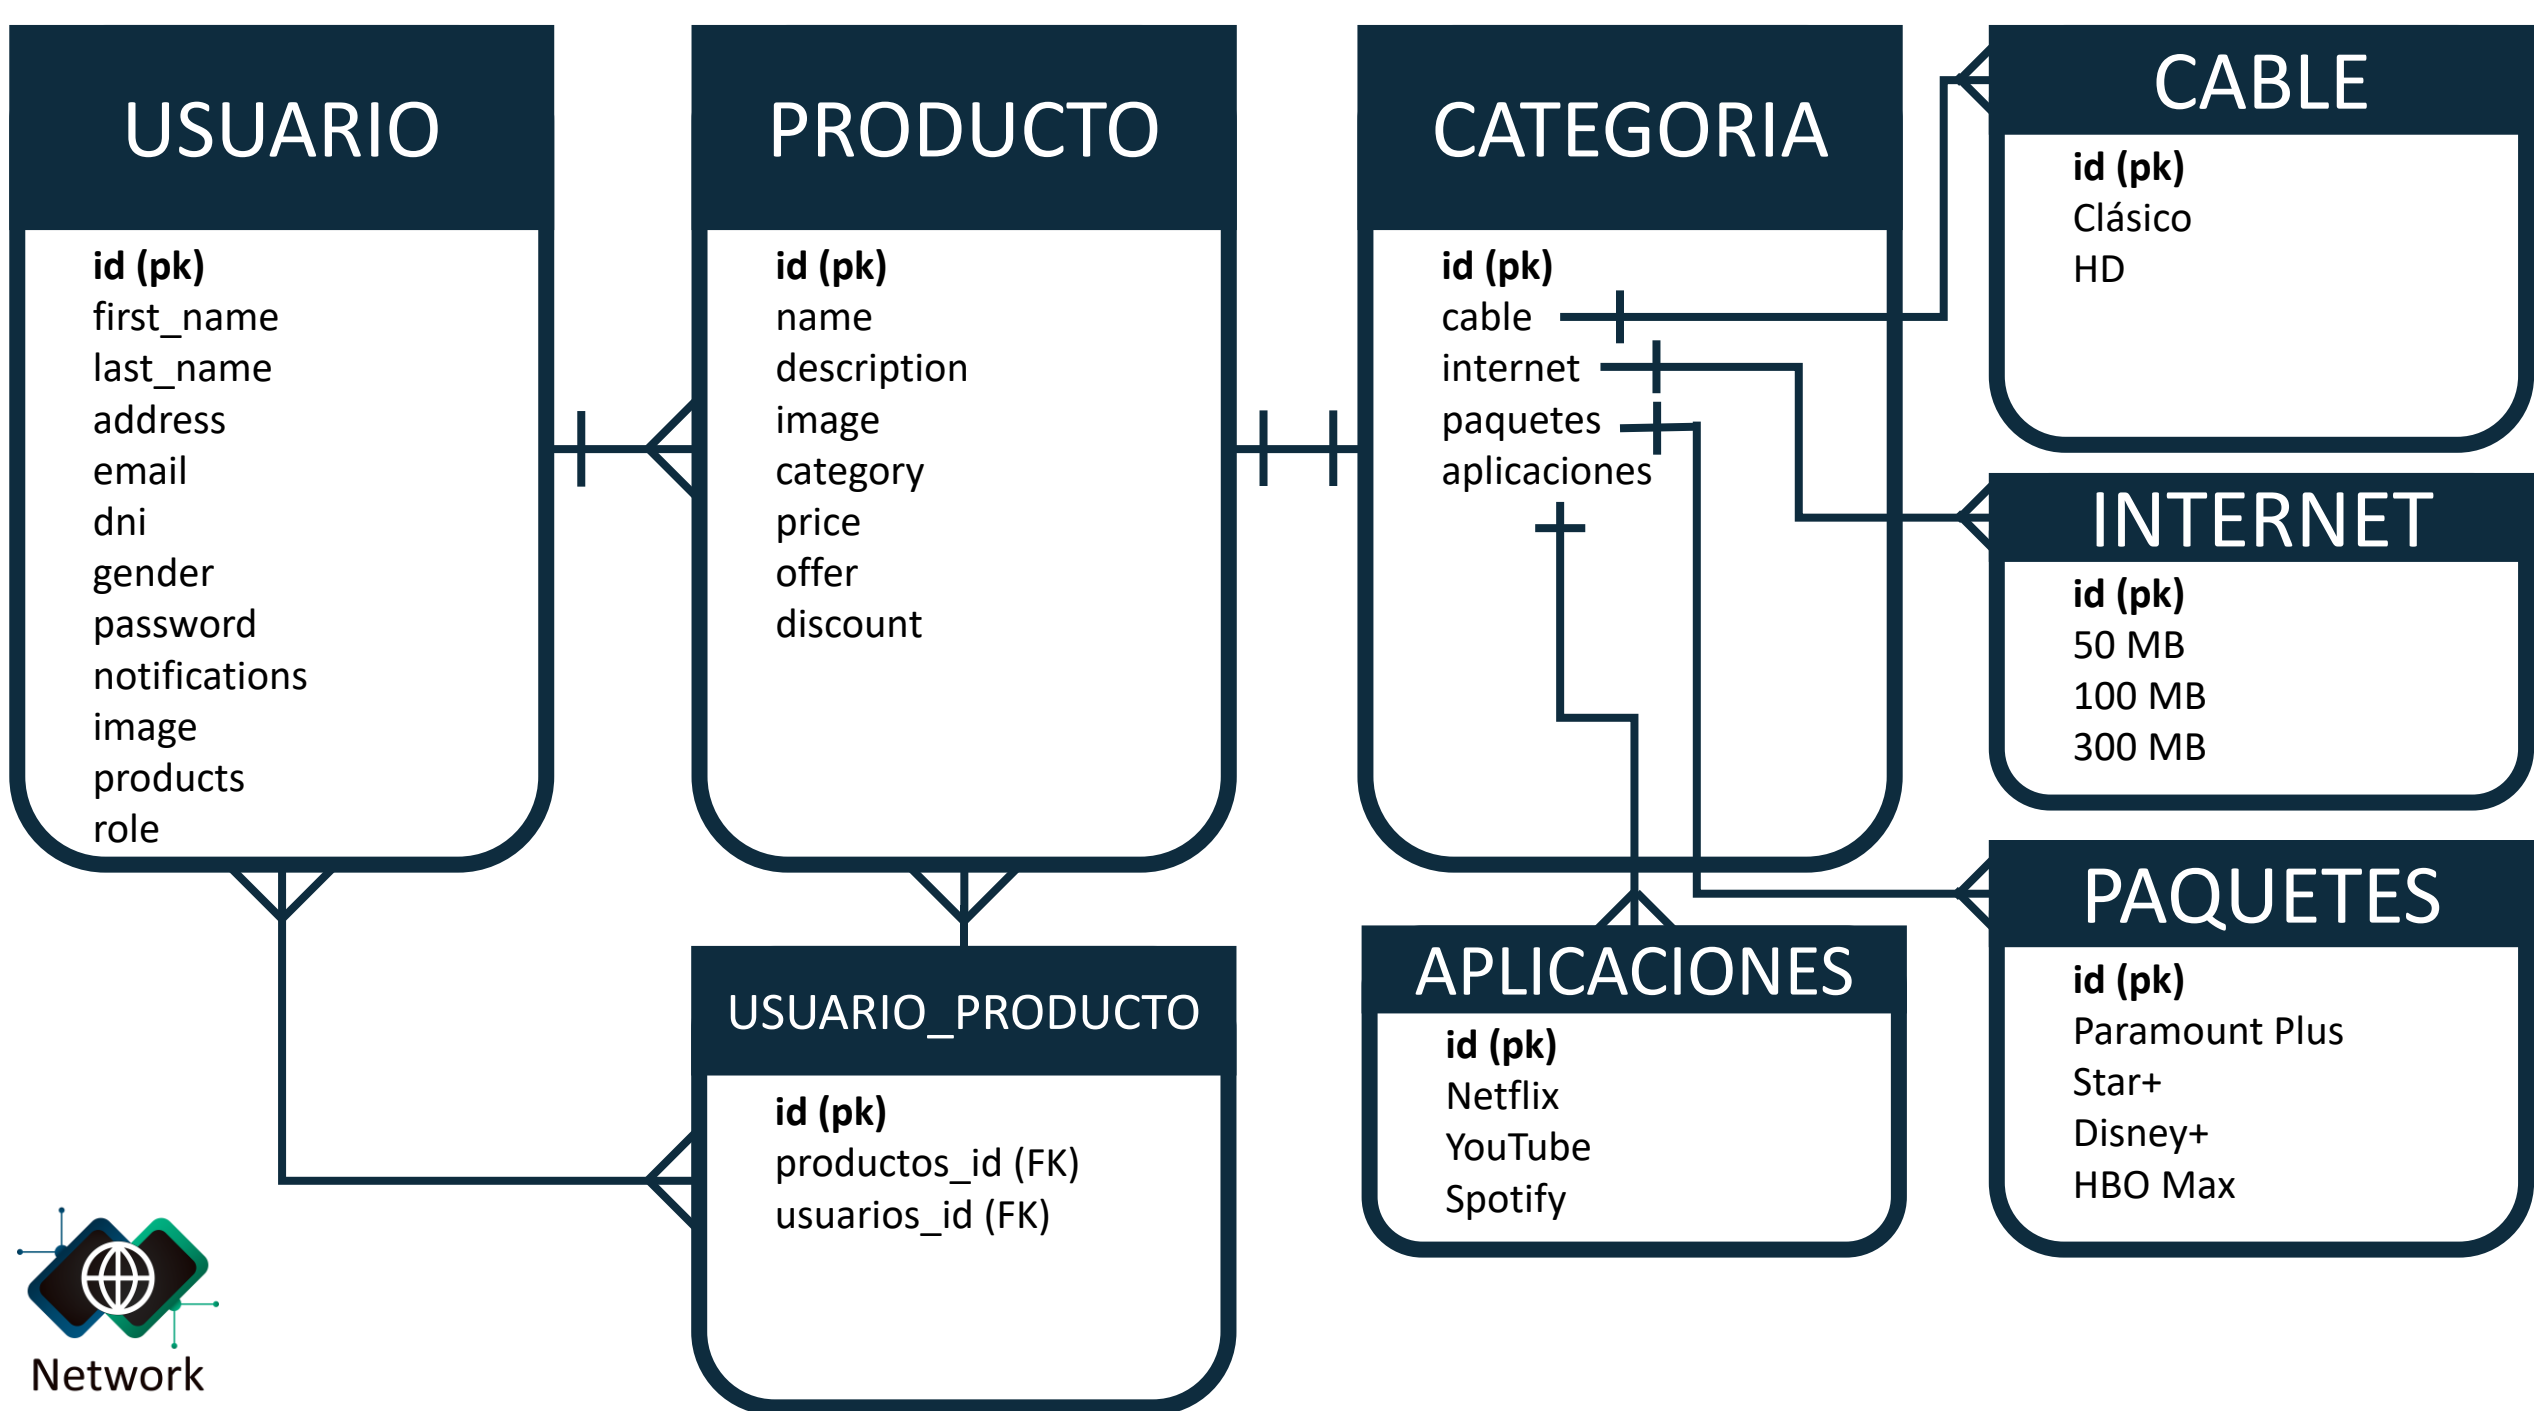 USUARIO
id (pk)
first_name
last_name
address
email
dni
gender
password
notifications
image
products
role
PRODUCTO
id (pk)
name
description
image
category
price
offer
discount
CATEGORIA
id (pk)
cable
internet
paquetes
aplicaciones
CABLE
id (pk)
Clásico
HD
INTERNET
id (pk)
50 MB
100 MB
300 MB
PAQUETES
id (pk)
Paramount Plus
Star+
Disney+
HBO Max
APLICACIONES
id (pk)
Netflix
YouTube
Spotify
USUARIO_PRODUCTO
id (pk)
productos_id (FK)
usuarios_id (FK)
Network